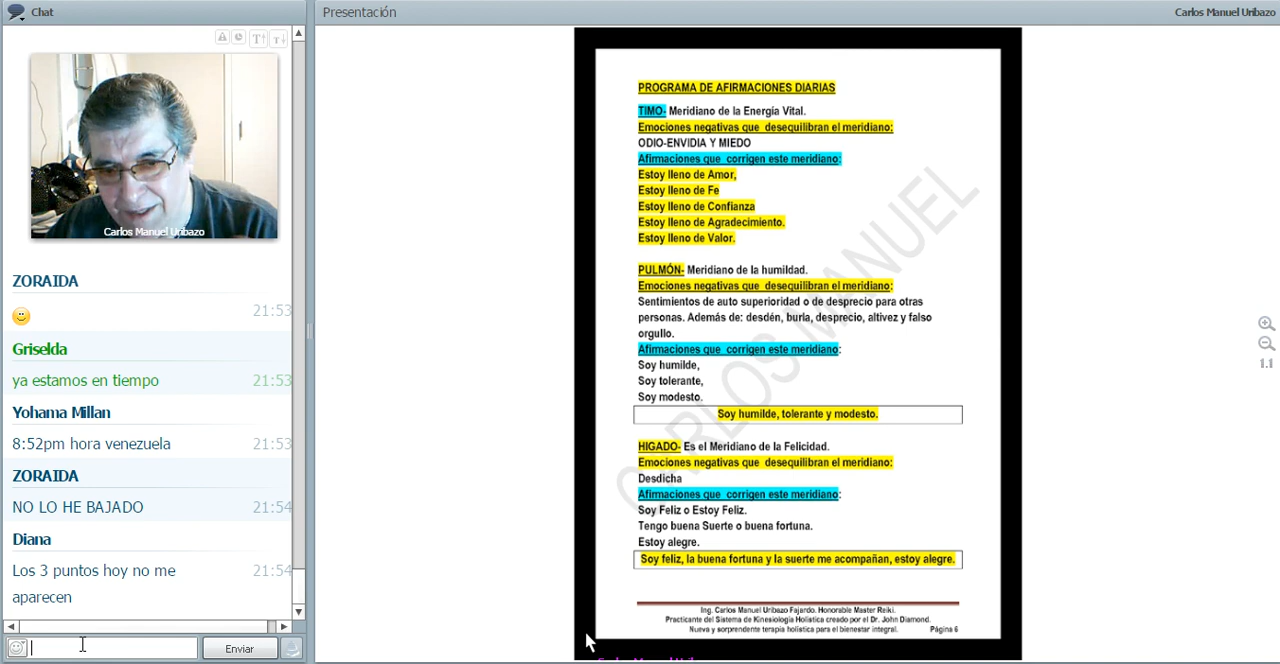 Chat
Presentación
Carlos Manuel Uribazo
T↑ T↓
Carlos Manuel Uribazo
ZORAIDA
21:53
Griselda
ya estamos en tiempo 21:53
Yohama Millan
8:52pm hora venezuela 21:53
ZORAIDA
NO LO HE BAJADO 21:54
Diana
Los 3 puntos hoy no me 21:54
aparecen
Enviar
PROGRAMA DE AFIRMACIONES DIARIAS
TIMO- Meridiano de la Energía Vital.
Emociones negativas que desequilibran el meridiano:
ODIO-ENVIDIA Y MIEDO
Afirmaciones que corrigen este meridiano:
Estoy lleno de Amor,
Estoy lleno de Fe
Estoy lleno de Confianza
Estoy lleno de Agradecimiento.
Estoy lleno de Valor.
PULMÓN- Meridiano de la humildad.
Emociones negativas que desequilibran el meridiano:
Sentimientos de auto superioridad o de desprecio para otras
personas. Además de: desdén, burla, desprecio, altivez y falso
orgullo.
Afirmaciones que corrigen este meridiano:
Soy humilde,
Soy tolerante,
Soy modesto.
Soy humilde, tolerante y modesto.
HIGADO- Es el Meridiano de la Felicidad.
Emociones negativas que desequilibran el meridiano:
Desdicha
Afirmaciones que corrigen este meridiano:
Soy Feliz o Estoy Feliz.
Tengo buena Suerte o buena fortuna.
Estoy alegre.
Soy feliz, la buena fortuna y la suerte me acompañan, estoy alegre.
Ing. Carlos Manuel Uribazo Fajardo. Honorable Master Reiki.
Practicante del Sistema de Kinesiología Holística creado por el Dr. John Diamond.
Nueva y sorprendente terapia holística para el bienestar integral. Página 6
CARLOS MANUEL
1.1